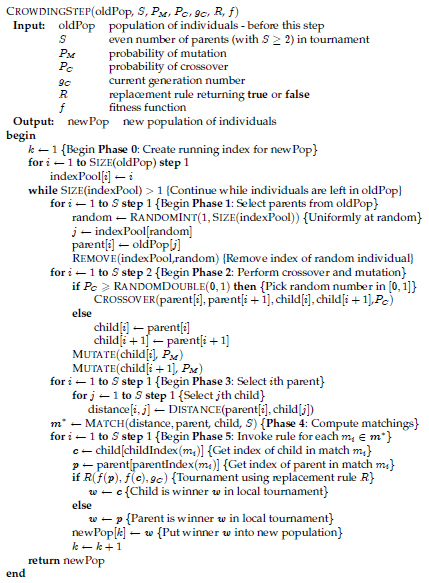 CROWDINGSTEP(oldPop, S, P_M, P_C, g_C, R, f)
Input: oldPop population of individuals - before this step
S even number of parents (with S ≥ 2) in tournament
P_M probability of mutation
P_C probability of crossover
g_C current generation number
R replacement rule returning true or false
f fitness function
Output: newPop new population of individuals
begin
k ← 1 {Begin Phase 0: Create running index for newPop}
for i ← 1 to SIZE(oldPop) step 1
indexPool[i] ← i
while SIZE(indexPool) > 1 {Continue while individuals are left in oldPop}
for i ← 1 to S step 1 {Begin Phase 1: Select parents from oldPop}
random ← RANDOMINT(1, SIZE(indexPool)) {Uniformly at random}
j ← indexPool[random]
parent[i] ← oldPop[j]
REMOVE(indexPool,random) {Remove index of random individual}
for i ← 1 to S step 2 {Begin Phase 2: Perform crossover and mutation}
if P_C ⩾ RANDOMDOUBLE(0, 1) then {Pick random number in [0, 1]}
CROSSOVER(parent[i], parent[i + 1], child[i], child[i + 1],P_C)
else
child[i] ← parent[i]
child[i + 1] ← parent[i + 1]
MUTATE(child[i], P_M)
MUTATE(child[i + 1], P_M)
for i ← 1 to S step 1 {Begin Phase 3: Select ith parent}
for j ← 1 to S step 1 {Select jth child}
distance[i, j] ← DISTANCE(parent[i], child[j])
m* ← MATCH(distance, parent, child, S) {Phase 4: Compute matchings}
for i ← 1 to S step 1 {Begin Phase 5: Invoke rule for each m_i ∈ m*}
c ← child[childIndex(m_i)] {Get index of child in match m_i}
p ← parent[parentIndex(m_i)] {Get index of parent in match m_i}
if R(f(p), f(c), g_C) {Tournament using replacement rule R}
w ← c {Child is winner w in local tournament}
else
w ← p {Parent is winner w in local tournament}
newPop[k] ← w {Put winner w into new population}
k ← k + 1
return newPop
end